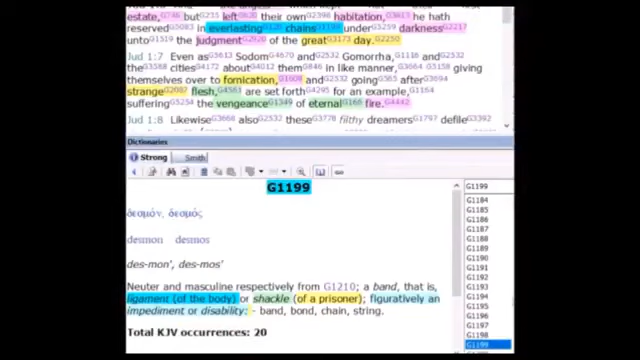 estate,G746 but G235 left G620 their own G2398 habitation,G3613 he hath
reserved G5083 in everlasting G126 chains G1199 under G5259 darkness G2217
unto G1519 the judgment G2920 of the great G3173 day. G2250
Jud 1:7 Even as G5613 Sodom G4670 and G2532 Gomorrha, G1116 and G2532
the G3588 cities G4172 about G4012 them G846 in like manner, G3664 G5158 giving
themselves over to fornication, G1608 and G2532 going G565 after G3694
strange G2087 flesh, G4561 are set forth G4295 for an example,
suffering G5254 the vengeance G1349 of eternal G166 fire. G4442
Jud 1:8 Likewise G3668 also G2532 these G3778 filthy dreamers G1797 defile G3392
Dictionaries
Strong Smith
G1199
G1199
δεσμόν, δεσμός
desmon desmos
des-mon', des-mos'
Neuter and masculine respectively from G1210; a band, that is,
ligament (of the body) or shackle (of a prisoner); figuratively an
impediment or disability: - band, bond, chain, string.
Total KJV occurrences: 20
G1184
G1185
G1186
G1187
G1188
G1189
G1190
G1191
G1192
G1193
G1194
G1195
G1196
G1197
G1198
G1199